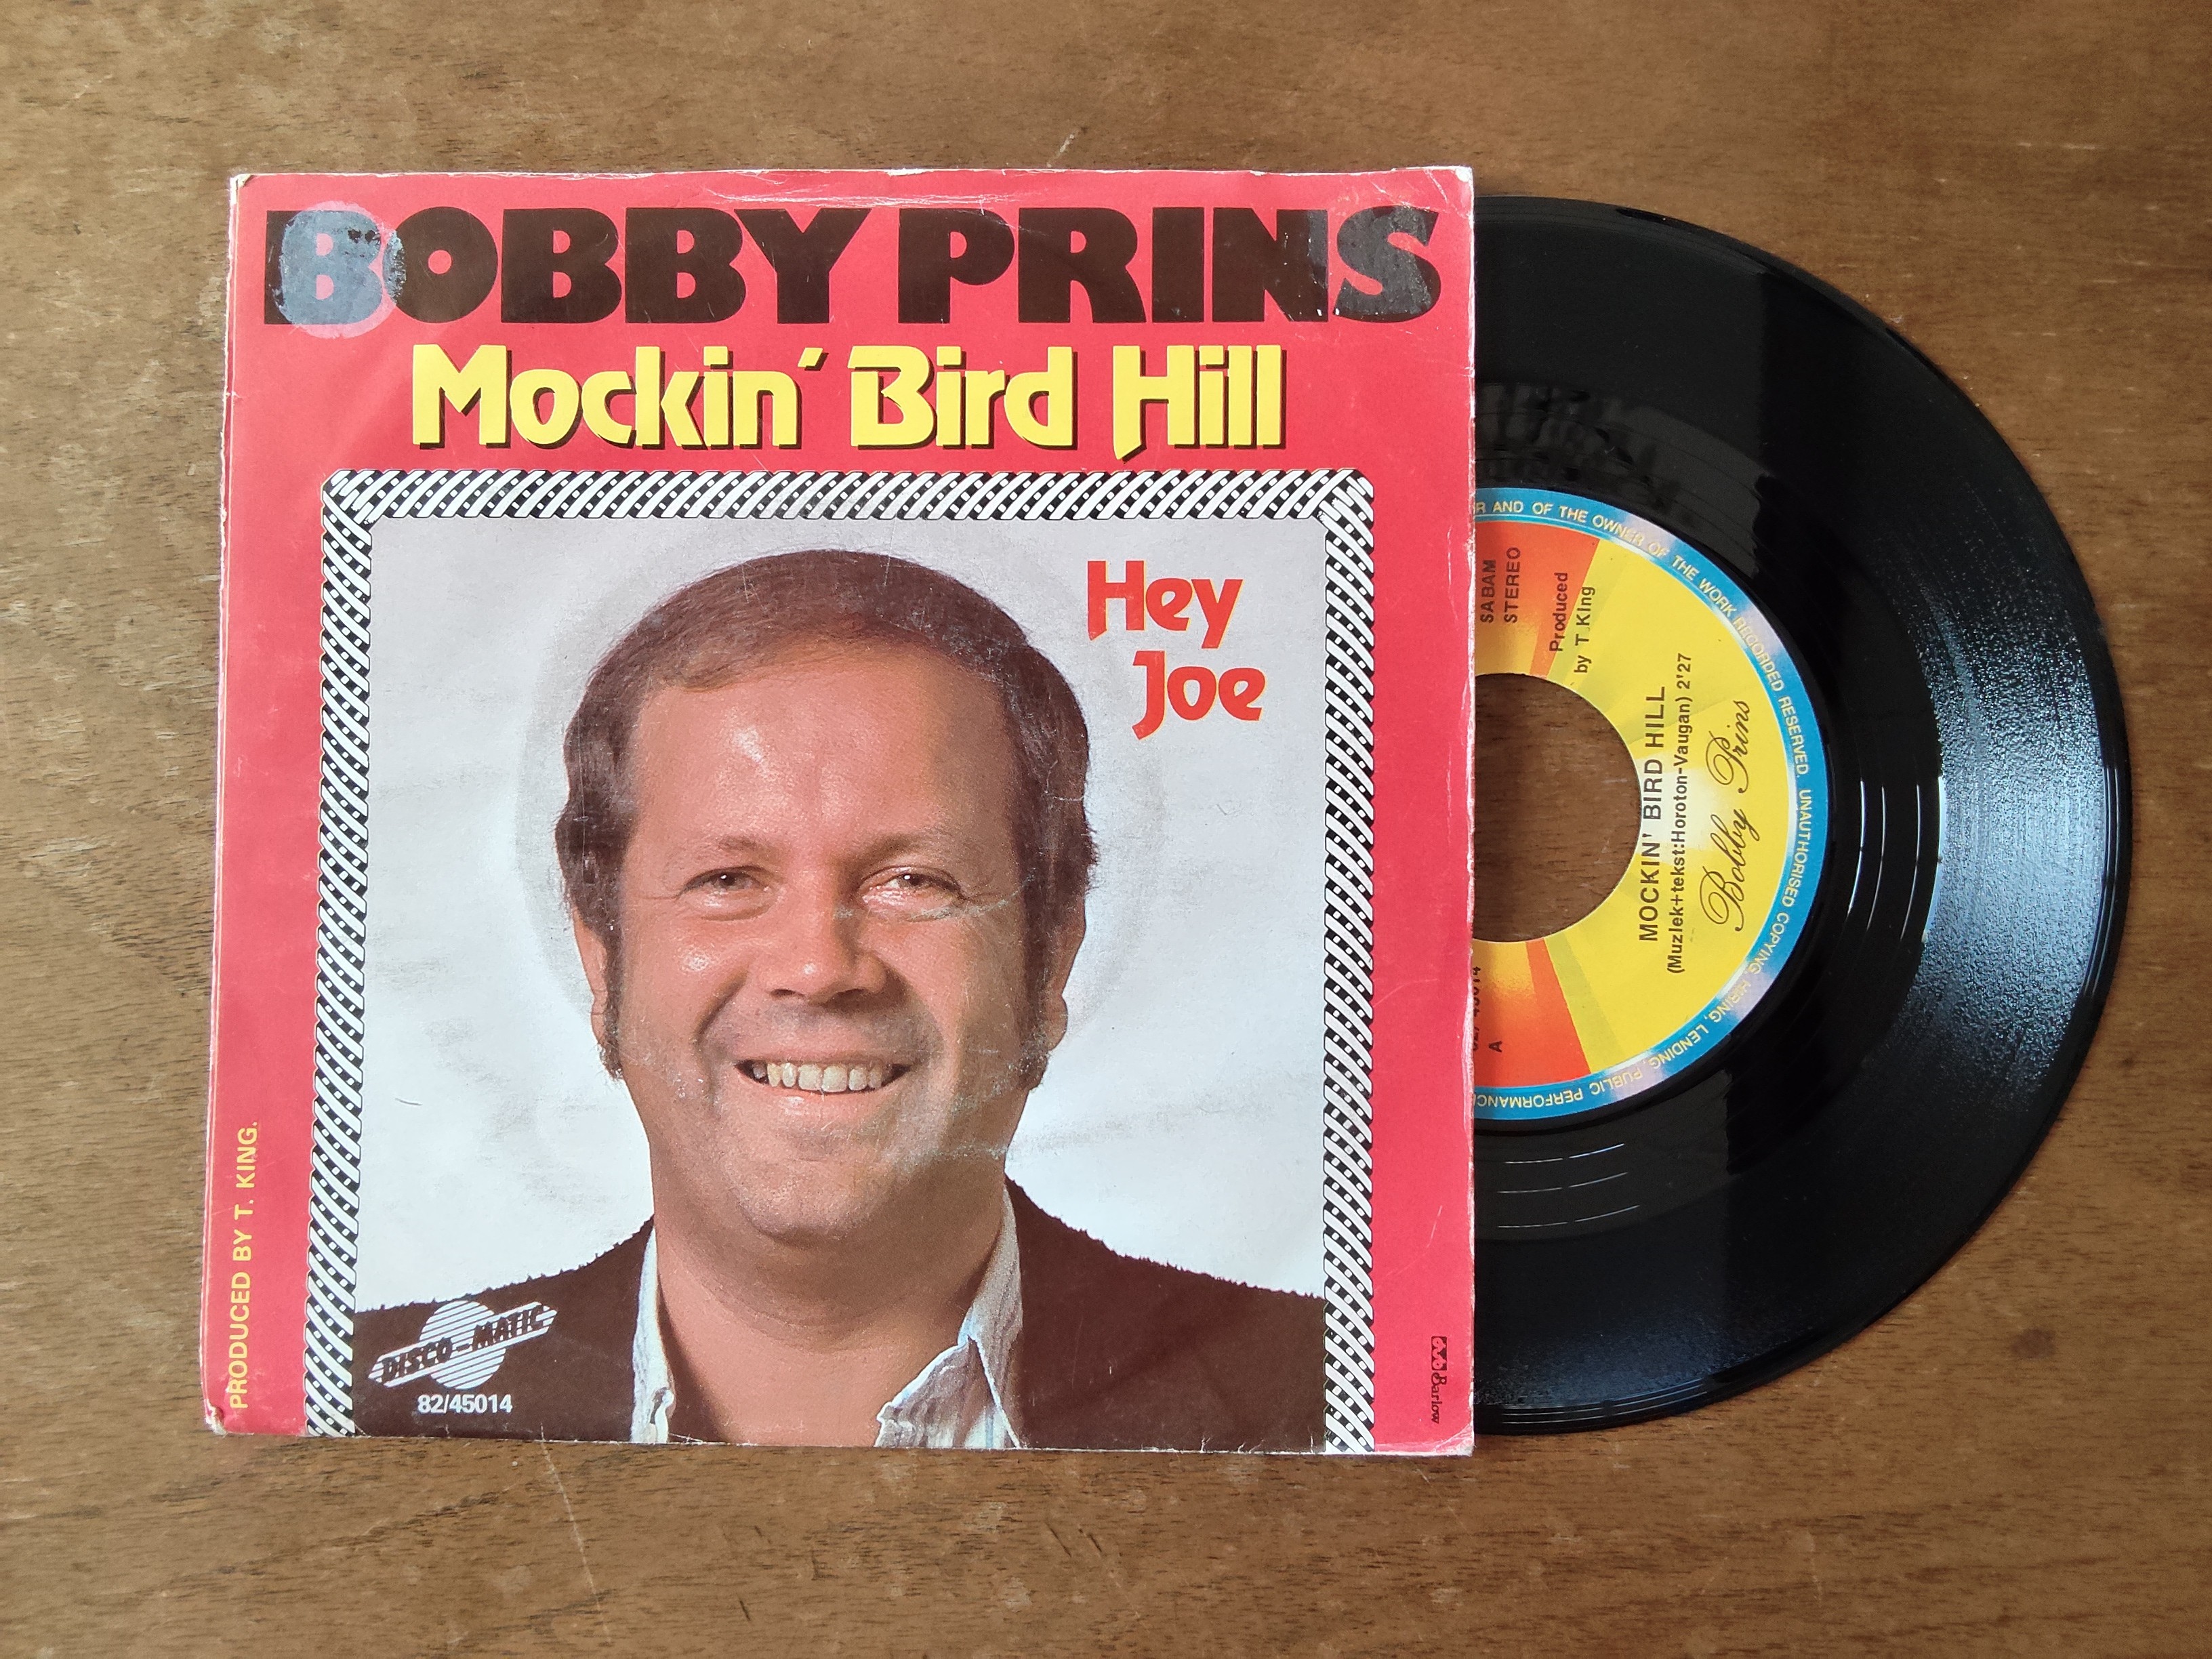 BOBBY PRINS
Mockin' Bird Hill
Hey
Joe
PRODUCED BY T. KING.
DISCO-MATIC
82/45014
Barlow
R AND OF THE OWNER OF THE WORK RECORDED RESERVED. UNAUTHORISED COPYING, HIRING, LENDING, PUBLIC PERFORMANC
SABAM
STEREO
Produced
by T.KIng
MOCKIN' BIRD HILL
(Muzlek+tekst:Horoton-Vaugan) 2'27
Bobby Prins
A